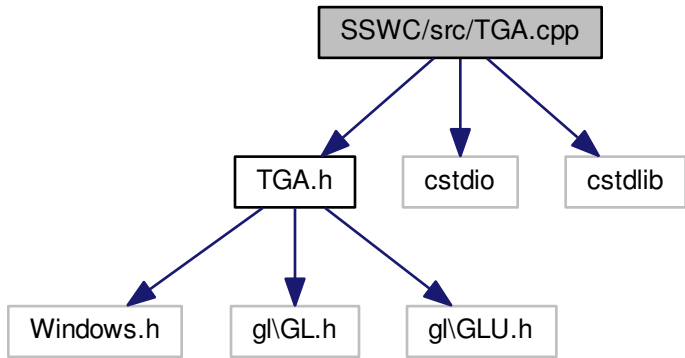 SSWC/src/TGA.cpp
TGA.h
cstdio
cstdlib
Windows.h
gl\GL.h
gl\GLU.h